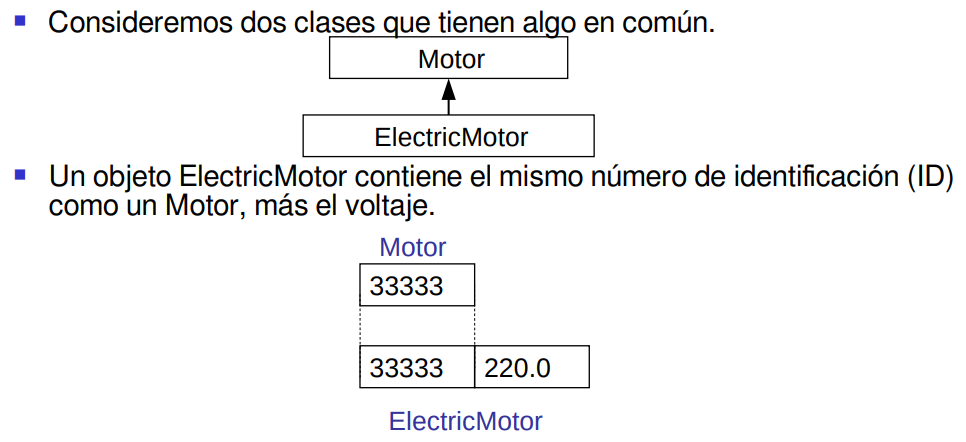 Consideremos dos clases que tienen algo en común.
Motor
ElectricMotor
Un objeto ElectricMotor contiene el mismo número de identificación (ID)
como un Motor, más el voltaje.
Motor
33333
33333 220.0
ElectricMotor